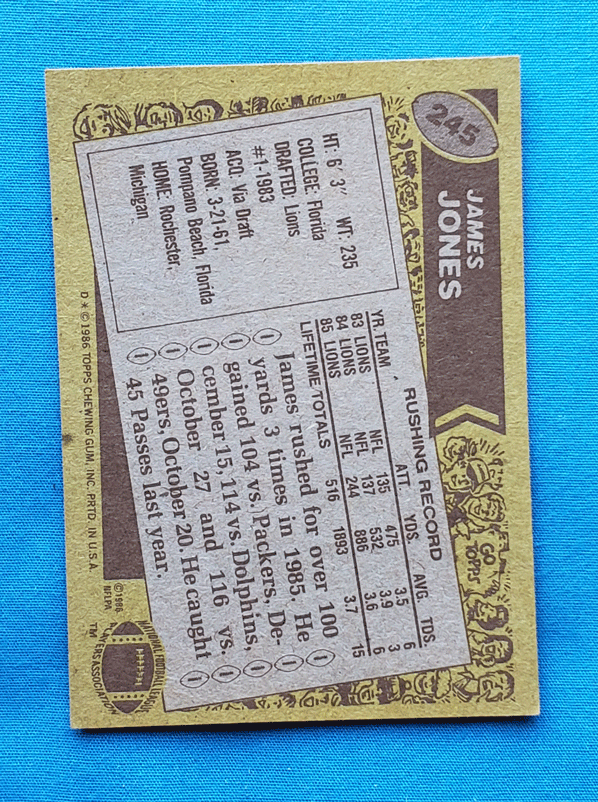 245
JAMES
JONES
HT: 6' 3" WT: 235
COLLEGE: Florida
DRAFTED: Lions
#1-1983
ACQ: Via Draft
BORN: 3-21-61
Pompano Beach, Florida
HOME: Rochester,
Michigan
RUSHING RECORD
YR. TEAM ATT. YDS. AVG. TDS.
83 LIONS NFL 135 475 3.5 6
84 LIONS NFL 137 532 3.9 3
85 LIONS NFL 244 886 3.6 6
LIFETIME TOTALS 516 1893 3.7 15
James rushed for over 100
yards 3 times in 1985. He
gained 104 vs. Packers, De-
cember 15, 114 vs. Dolphins,
October 27 and 116 vs.
49ers, October 20. He caught
45 Passes last year.
GO
TOPPS
D * © 1986 TOPPS CHEWING GUM, INC. PRTD. IN U.S.A.
© 1986
NFLPA
NATIONAL FOOTBALL LEAGUE
PLAYERS ASSOCIATION
TM